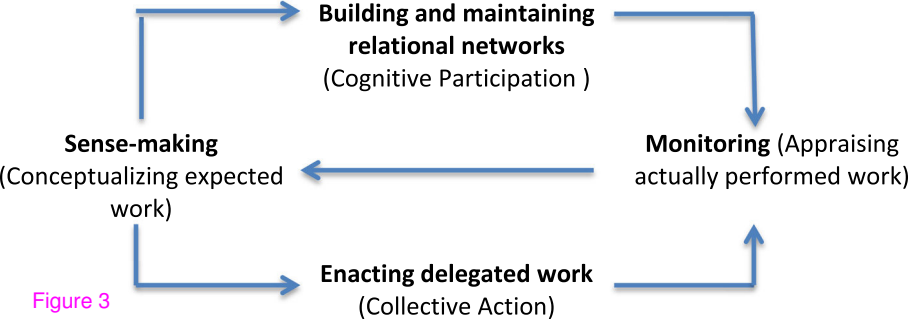 Building and maintaining
relational networks
(Cognitive Participation )
Sense-making
(Conceptualizing expected
work)
Monitoring (Appraising
actually performed work)
Enacting delegated work
(Collective Action)
Figure 3